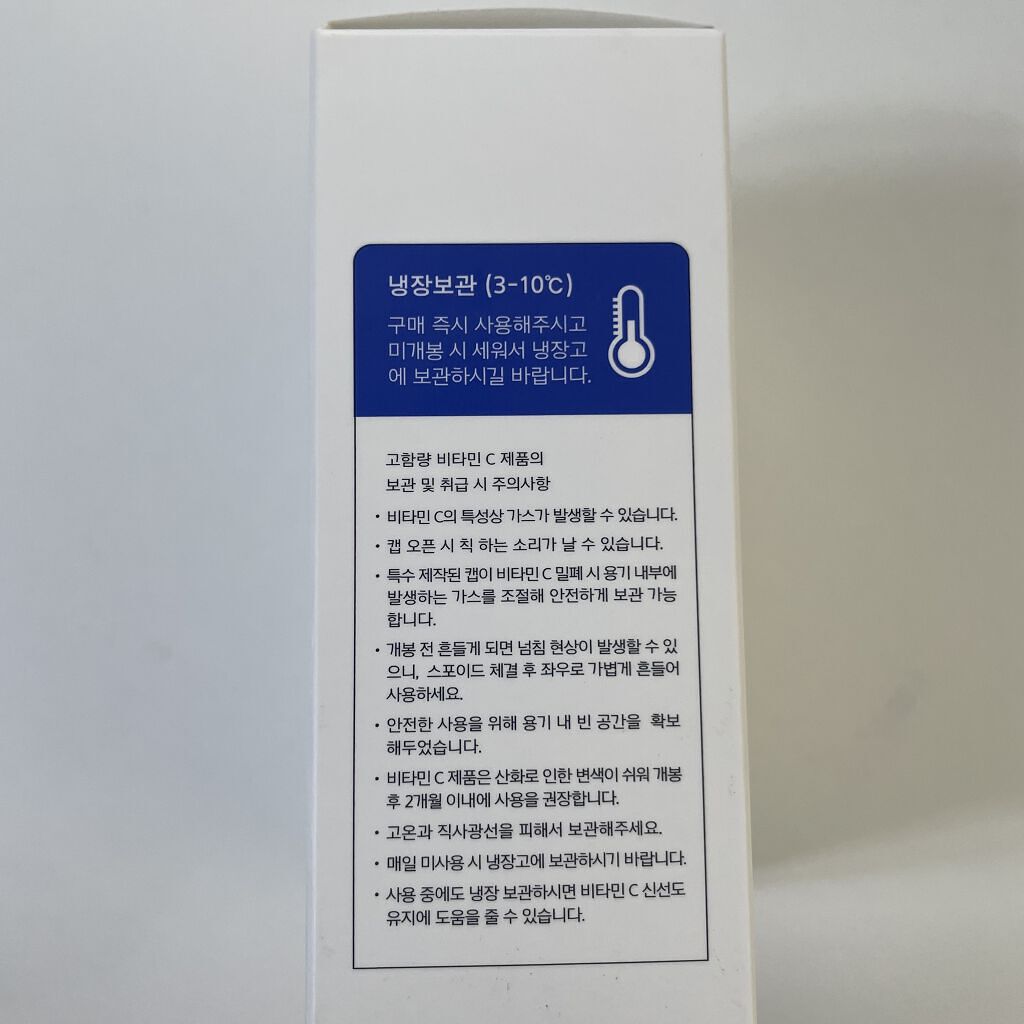 냉장보관 (3-10℃)
구매 즉시 사용해주시고
미개봉 시 세워서 냉장고
에 보관하시길 바랍니다.
고함량 비타민 C 제품의
보관 및 취급 시 주의사항
• 비타민 C의 특성상 가스가 발생할 수 있습니다.
• 캡 오픈 시 칙 하는 소리가 날 수 있습니다.
• 특수 제작된 캡이 비타민 C 밀폐 시 용기 내부에
발생하는 가스를 조절해 안전하게 보관 가능
합니다.
• 개봉 전 흔들게 되면 넘침 현상이 발생할 수 있
으니, 스포이드 체결 후 좌우로 가볍게 흔들어
사용하세요.
• 안전한 사용을 위해 용기 내 빈 공간을 확보
해두었습니다.
• 비타민 C 제품은 산화로 인한 변색이 쉬워 개봉
후 2개월 이내에 사용을 권장합니다.
• 고온과 직사광선을 피해서 보관해주세요.
• 매일 미사용 시 냉장고에 보관하시기 바랍니다.
• 사용 중에도 냉장 보관하시면 비타민 C 신선도
유지에 도움을 줄 수 있습니다.